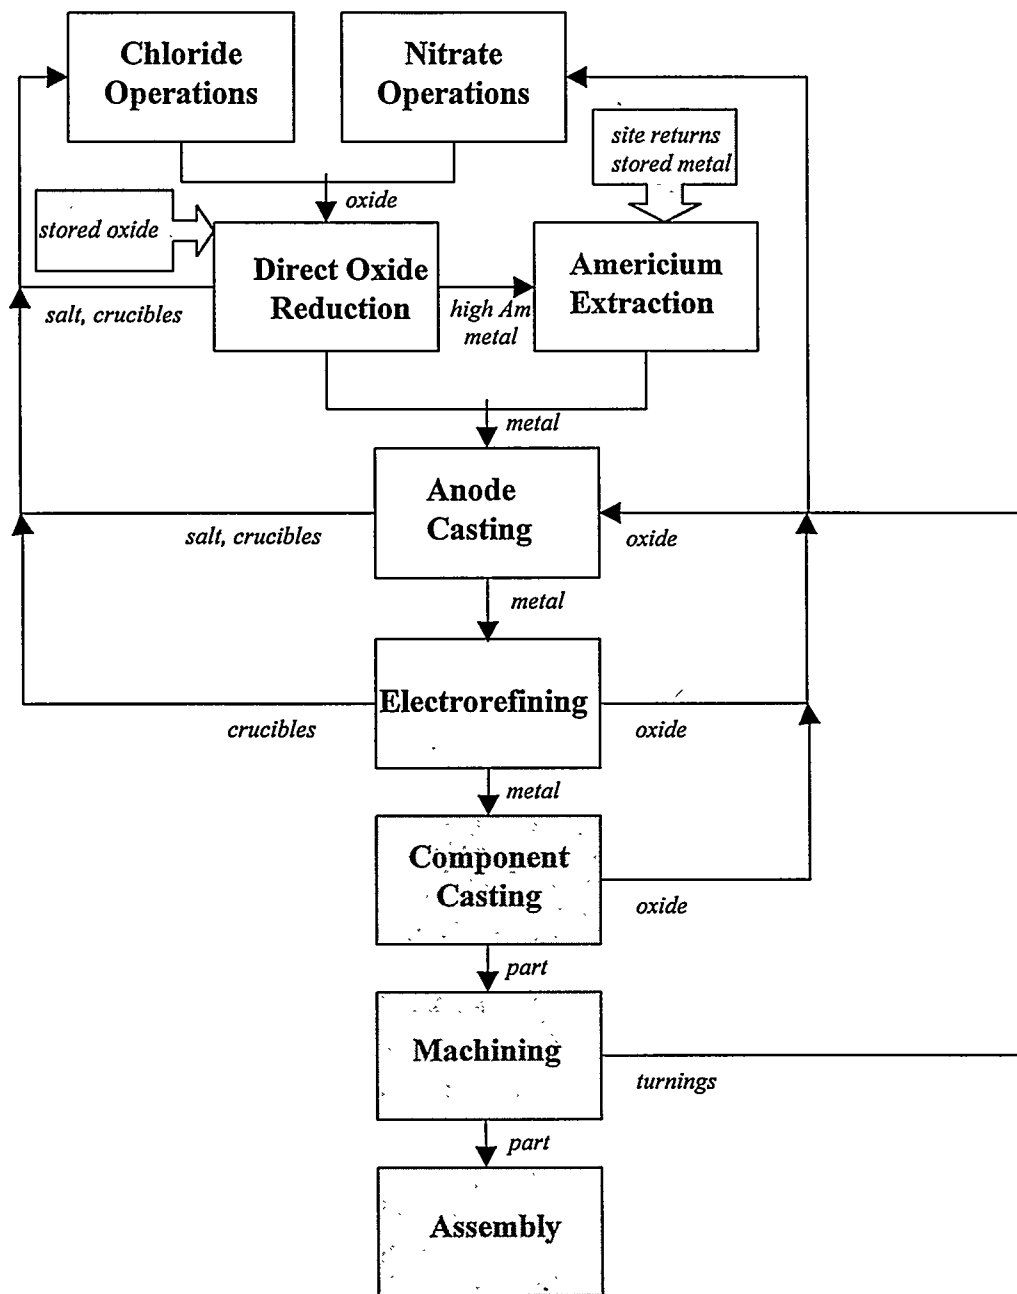 Chloride
Operations
Nitrate
Operations
site returns
stored metal
oxide
stored oxide
Direct Oxide
Reduction
Americium
Extraction
salt, crucibles
high Am
metal
metal
Anode
Casting
salt, crucibles
oxide
metal
Electrorefining
crucibles
oxide
metal
Component
Casting
oxide
part
Machining
turnings
part
Assembly